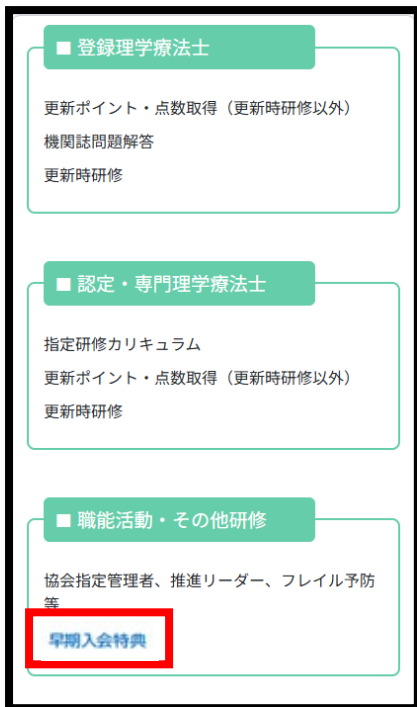 ■ 登録理学療法士
更新ポイント・点数取得（更新時研修以外）
機関誌問題解答
更新時研修
■ 認定・専門理学療法士
指定研修カリキュラム
更新ポイント・点数取得（更新時研修以外）
更新時研修
■ 職能活動・その他研修
協会指定管理者、推進リーダー、フレイル予防
等
早期入会特典